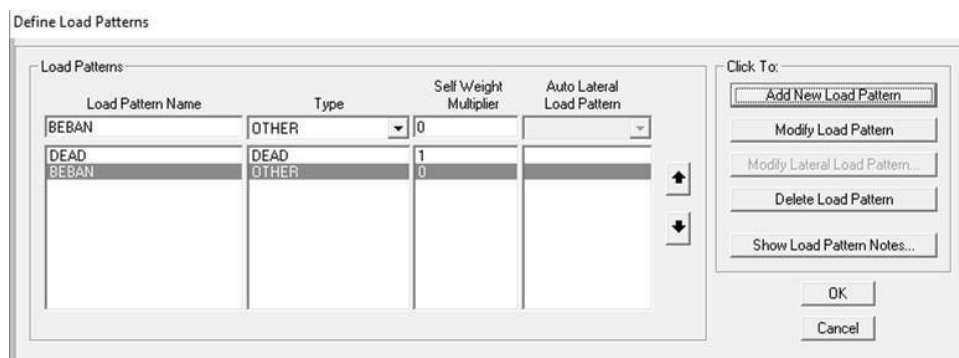 Define Load Patterns
Load Patterns
Load Pattern Name Type Self Weight Multiplier Auto Lateral Load Pattern
BEBAN OTHER 0
DEAD DEAD 1
BEBAN OTHER 0
Click To:
Add New Load Pattern
Modify Load Pattern
Modify Lateral Load Pattern...
Delete Load Pattern
Show Load Pattern Notes...
OK
Cancel